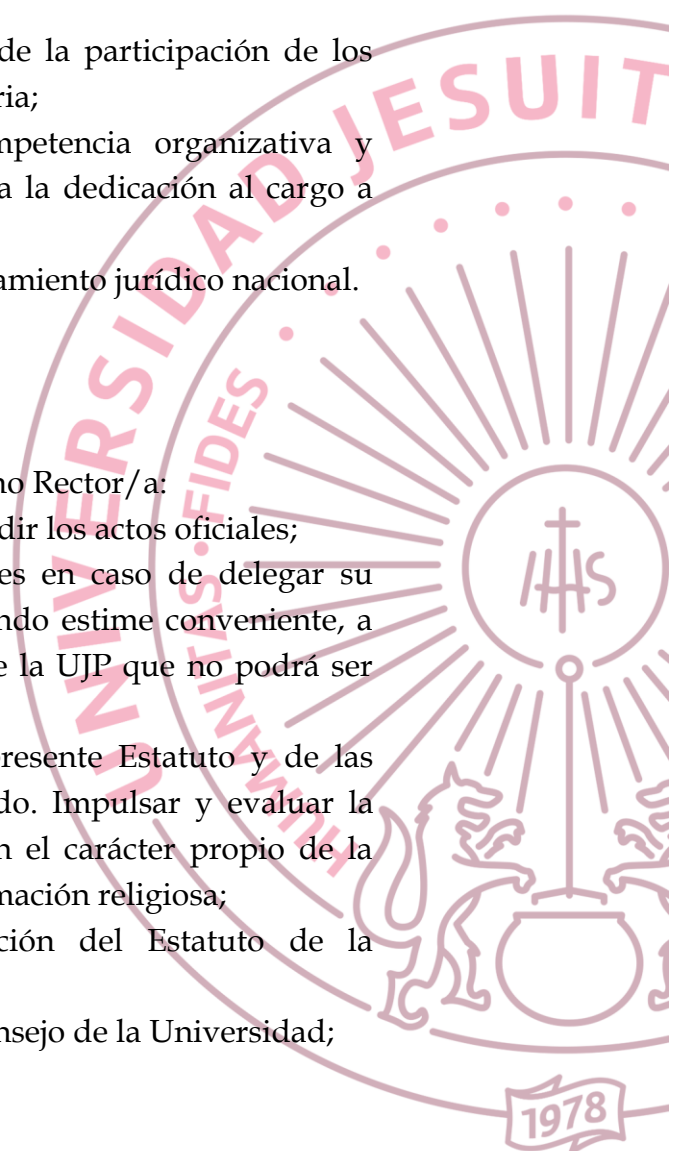 de la participación de los
ria;
mpetencia organizativa y
a la dedicación al cargo a
amiento jurídico nacional.
no Rector/a:
dir los actos oficiales;
es en caso de delegar su
ndo estime conveniente, a
e la UJP que no podrá ser
presente Estatuto y de las
do. Impulsar y evaluar la
n el carácter propio de la
mación religiosa;
ción del Estatuto de la
nsejo de la Universidad;
UNIVERSIDAD JESUIT
HUMANITAS • FIDES
IHS
1978